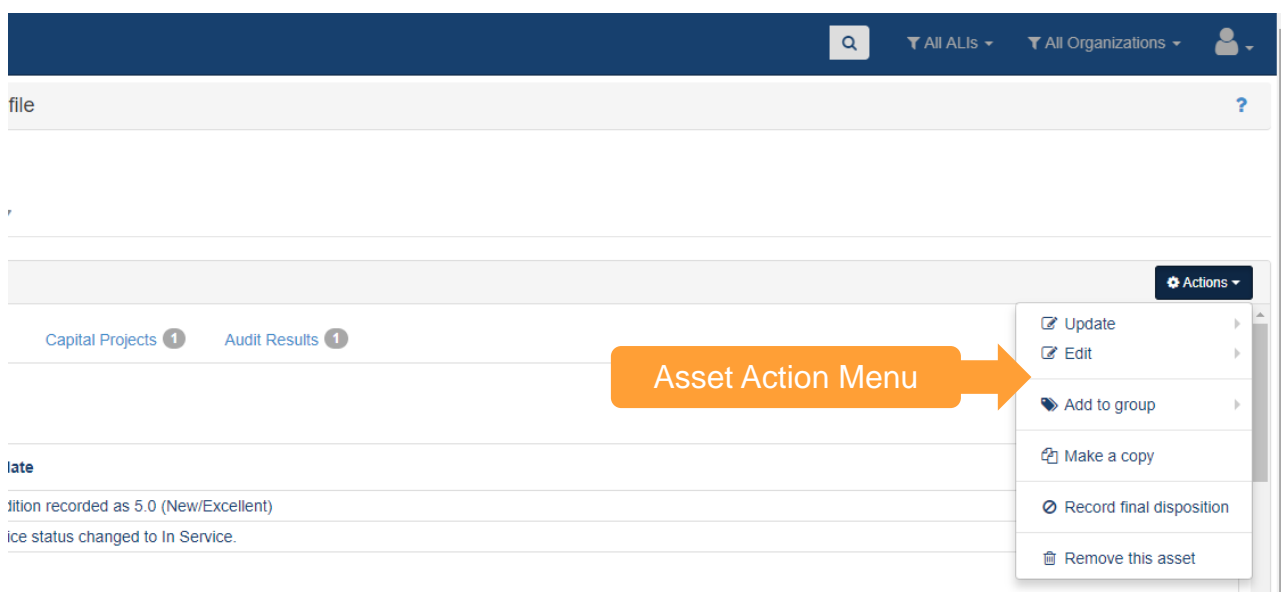 All ALIs
All Organizations
file
?
Actions
Capital Projects 1
Audit Results 1
Update
Edit
Asset Action Menu
Add to group
Make a copy
late
dition recorded as 5.0 (New/Excellent)
Record final disposition
ice status changed to In Service.
Remove this asset